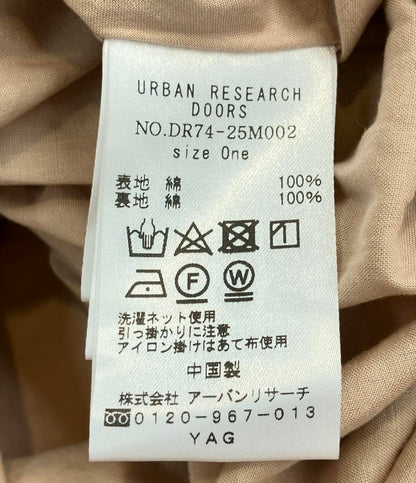 URBAN RESEARCH
DOORS
NO.DR74-25M002
size One
表地 綿 100%
裏地 綿 100%
F W
洗濯ネット使用
引っ掛かりに注意
アイロン掛けはあて布使用
中国製
株式会社 アーバンリサーチ
0120-967-013
YAG